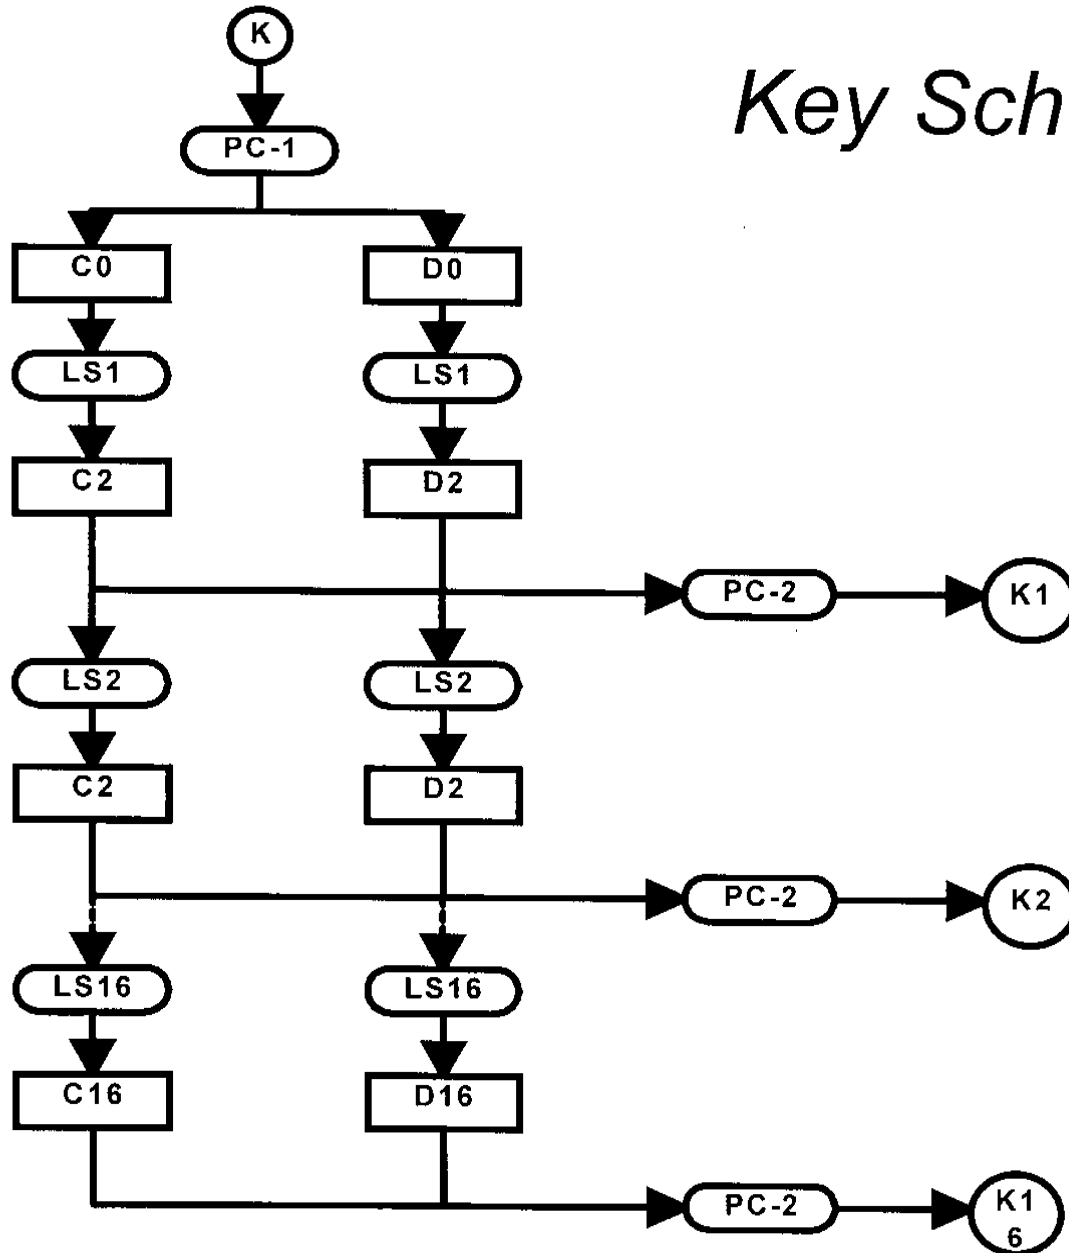 K
Key Sch
PC-1
C0 D0
LS1 LS1
C2 D2
PC-2 K1
LS2 LS2
C2 D2
PC-2 K2
LS16 LS16
C16 D16
PC-2 K1
6